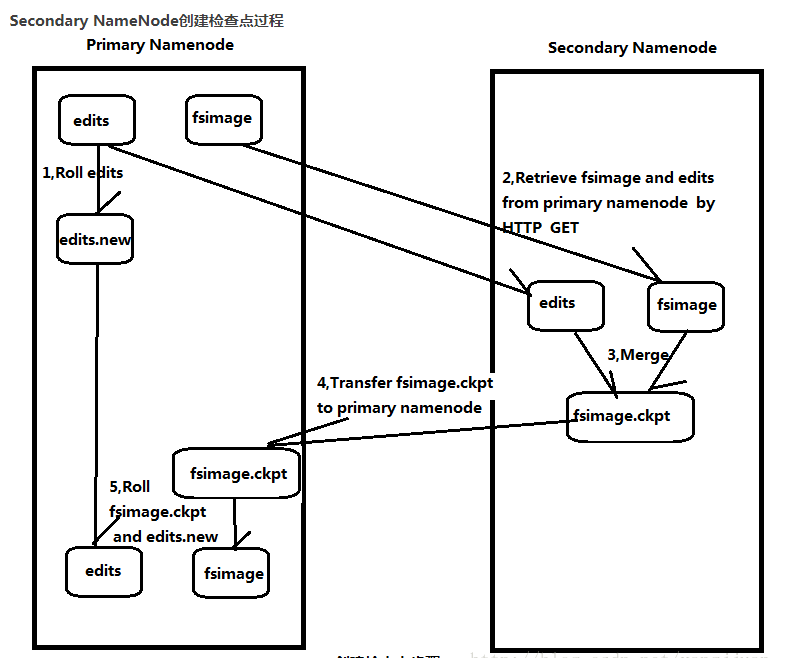 Secondary NameNode创建检查点过程
Primary Namenode
Secondary Namenode
edits
fsimage
1,Roll edits
edits.new
2,Retrieve fsimage and edits
from primary namenode by
HTTP GET
edits
fsimage
3,Merge
fsimage.ckpt
4,Transfer fsimage.ckpt
to primary namenode
fsimage.ckpt
5,Roll
fsimage.ckpt
and edits.new
edits
fsimage